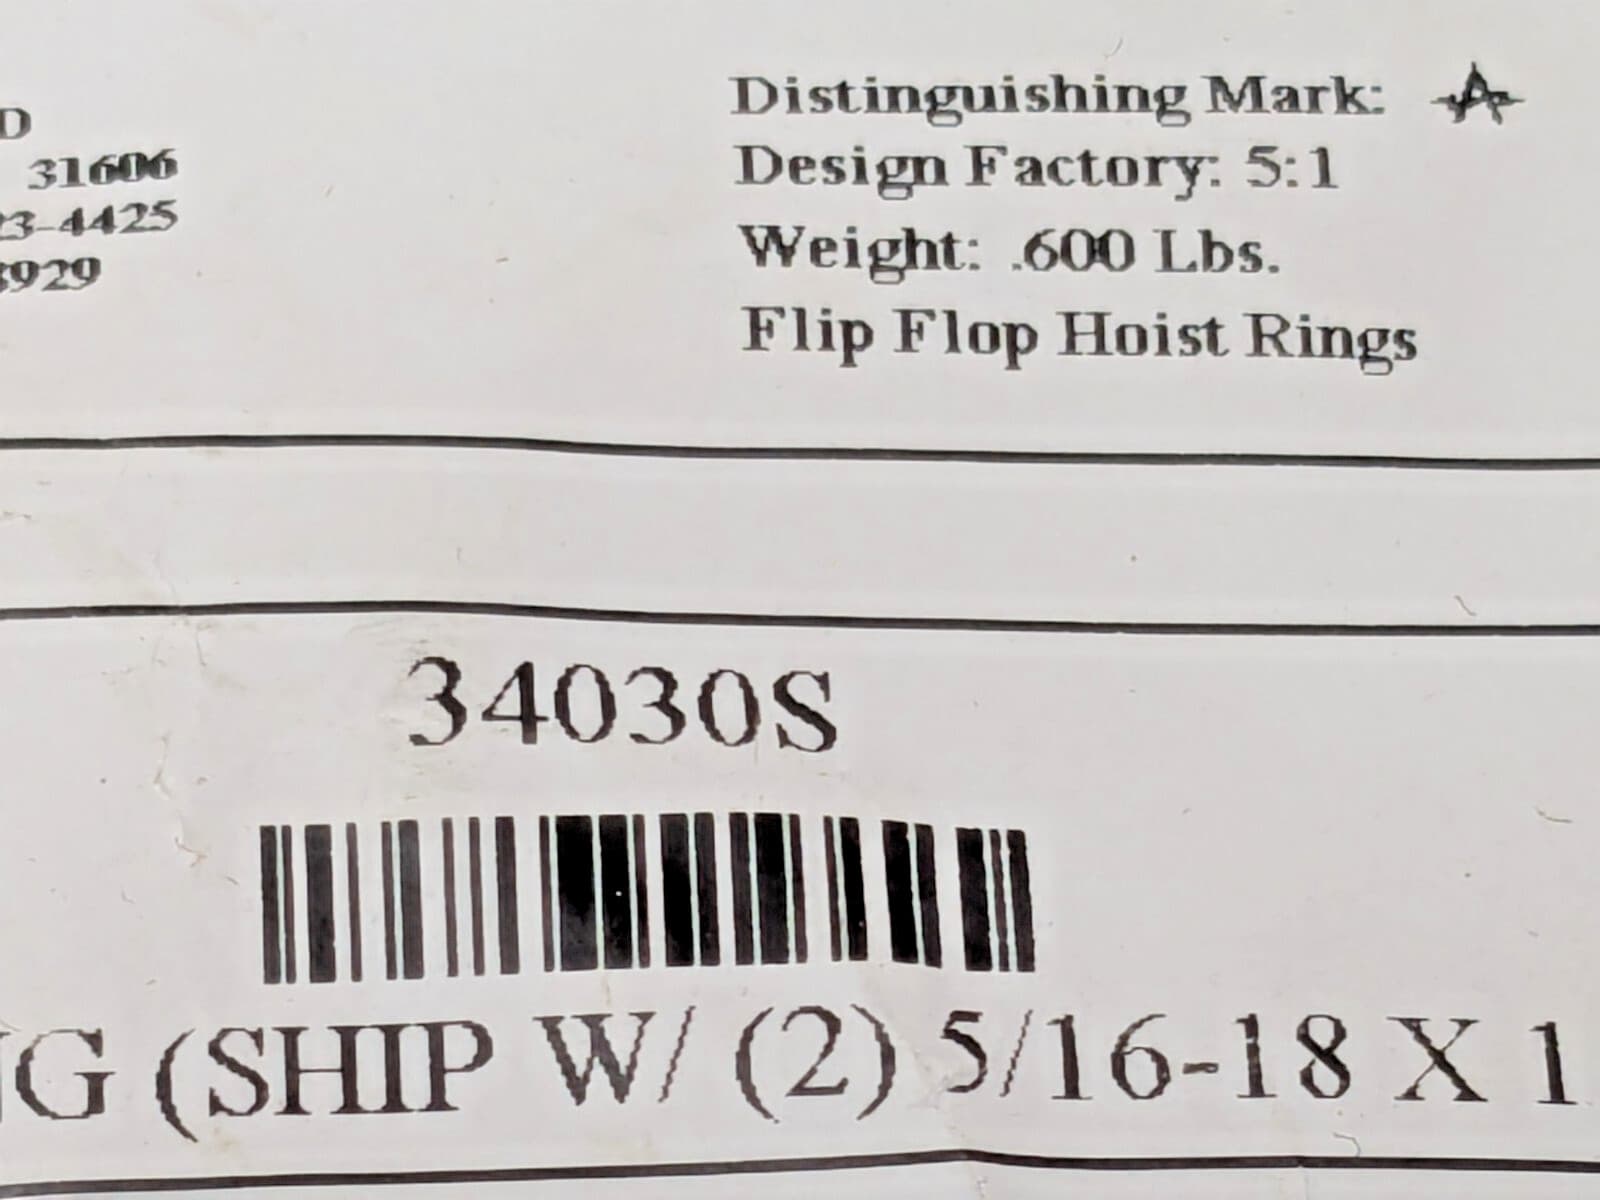 D
31606
23-4425
3929
Distinguishing Mark: A
Design Factory: 5:1
Weight: .600 Lbs.
Flip Flop Hoist Rings
34030S
NG (SHIP W/ (2) 5/16-18 X 1